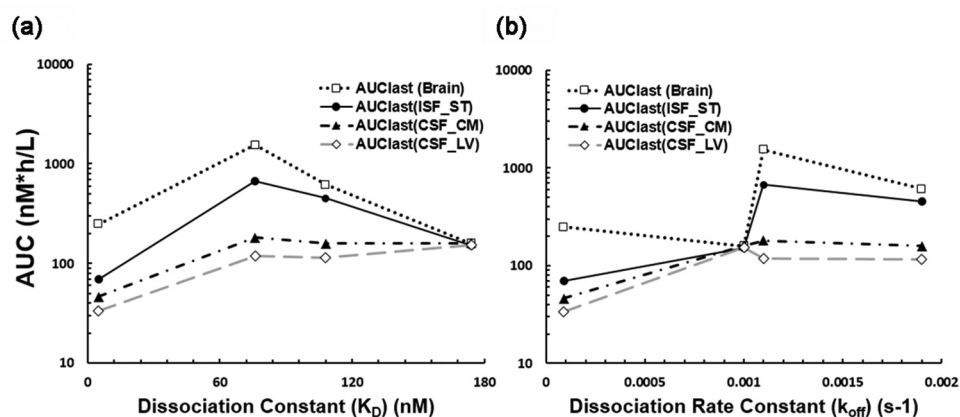 (a)
AUC (nM*h/L)
10000
1000
100
10
AUClast (Brain)
AUClast(ISF_ST)
AUClast(CSF_CM)
AUClast(CSF_LV)
0 60 120 180
Dissociation Constant (KD) (nM)
(b)
10000
1000
100
10
AUClast (Brain)
AUClast(ISF_ST)
AUClast(CSF_CM)
AUClast(CSF_LV)
0 0.0005 0.001 0.0015 0.002
Dissociation Rate Constant (koff) (s-1)